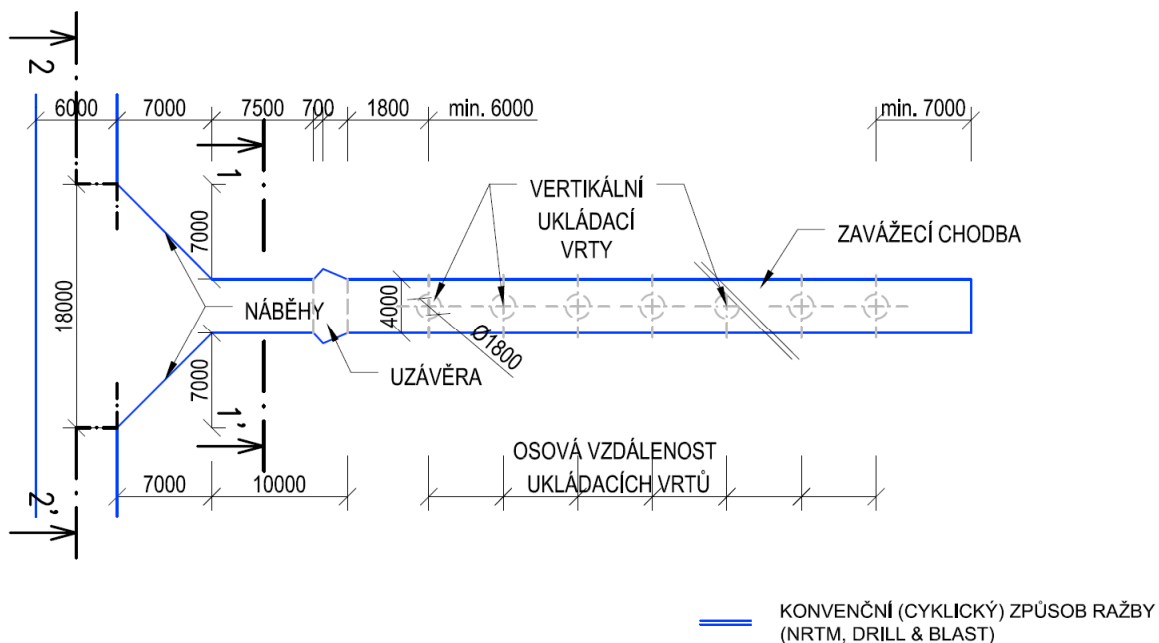 2
6000
7000
7500
700
1800
min. 6000
min. 7000
1
7000
VERTIKÁLNÍ
UKLÁDACÍ
VRTY
ZAVÁŽECÍ CHODBA
18000
NÁBĚHY
4000
Ø1800
UZÁVĚRA
7000
1'
OSOVÁ VZDÁLENOST
UKLÁDACÍCH VRTŮ
7000
10000
2'
KONVENČNÍ (CYKLICKÝ) ZPŮSOB RAŽBY
(NRTM, DRILL & BLAST)